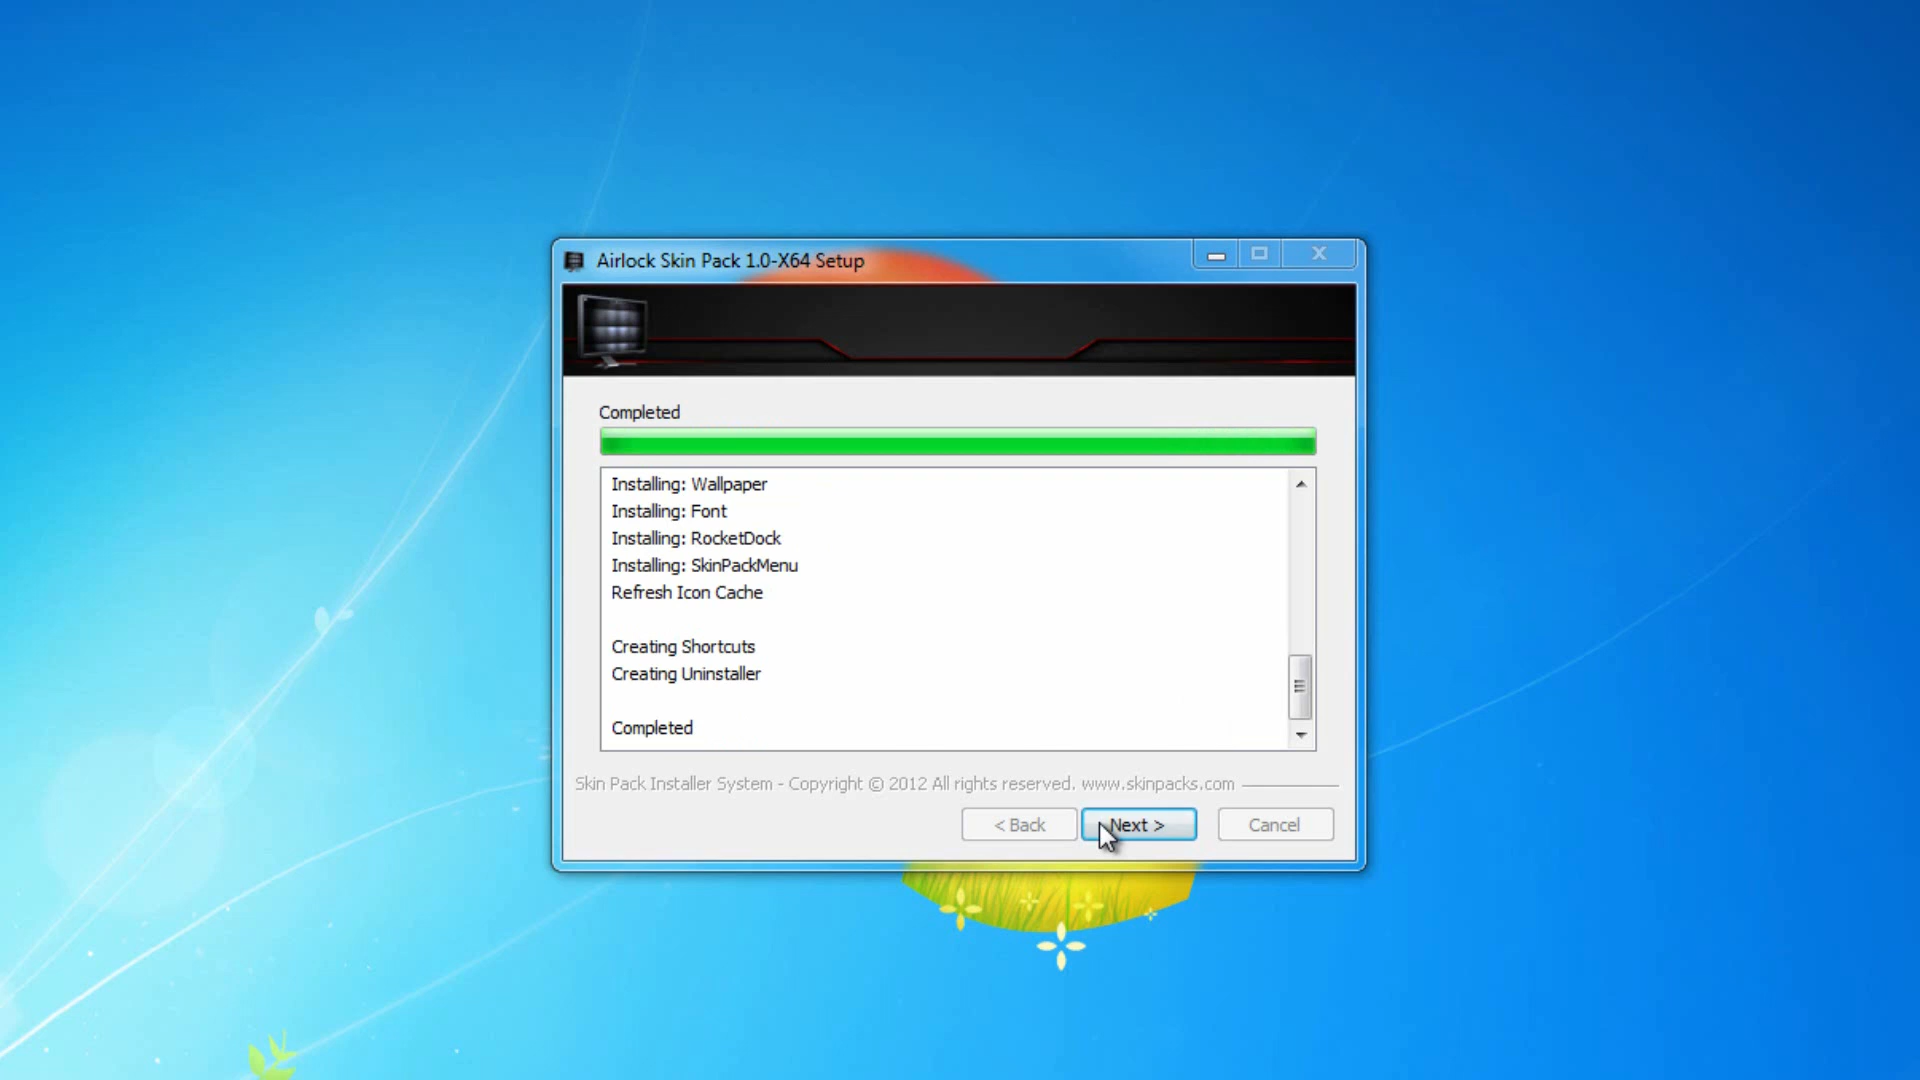 Airlock Skin Pack 1.0-X64 Setup
Completed
Installing: Wallpaper
Installing: Font
Installing: RocketDock
Installing: SkinPackMenu
Refresh Icon Cache
Creating Shortcuts
Creating Uninstaller
Completed
Skin Pack Installer System - Copyright © 2012 All rights reserved. www.skinpacks.com
< Back
Next >
Cancel